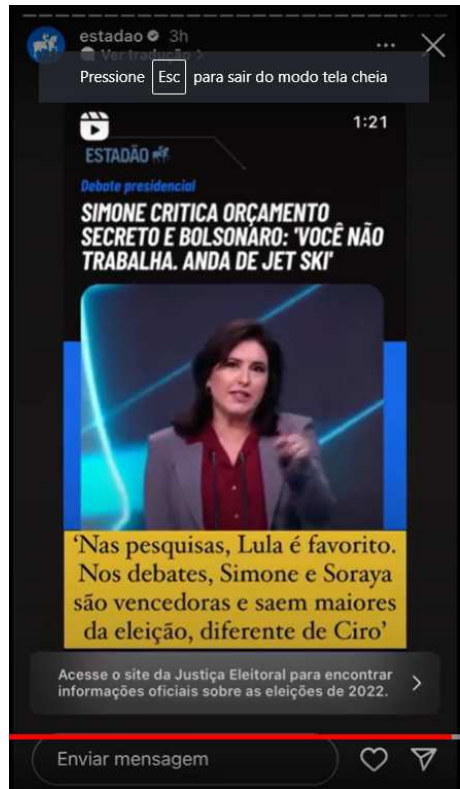 estadao 3h
Ver tradução >
Pressione Esc para sair do modo tela cheia
1:21
ESTADÃO
Debate presidencial
SIMONE CRITICA ORÇAMENTO
SECRETO E BOLSONARO: 'VOCÊ NÃO
TRABALHA. ANDA DE JET SKI'
‘Nas pesquisas, Lula é favorito.
Nos debates, Simone e Soraya
são vencedoras e saem maiores
da eleição, diferente de Ciro’
Acesse o site da Justiça Eleitoral para encontrar
informações oficiais sobre as eleições de 2022.
Enviar mensagem